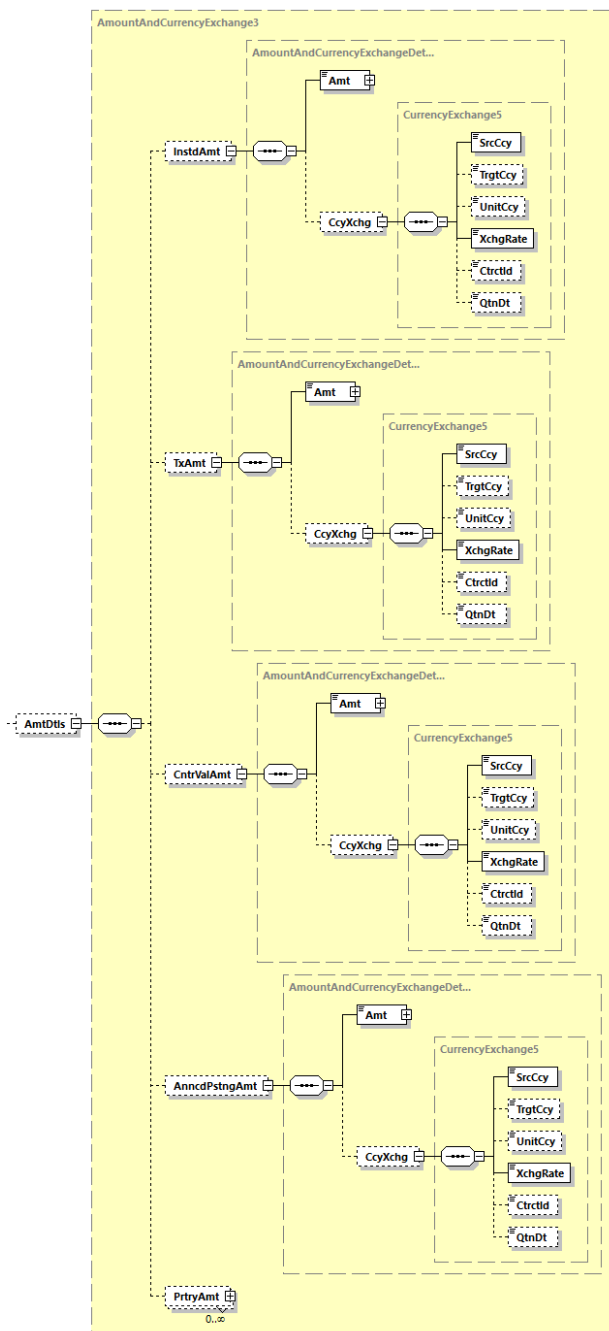 AmountAndCurrencyExchange3
AmountAndCurrencyExchangeDet...
Amt
CurrencyExchange5
SrcCcy
InstdAmt
TrgtCcy
UnitCcy
CcyXchg
XchgRate
CtrctId
QtnDt
AmountAndCurrencyExchangeDet...
Amt
CurrencyExchange5
SrcCcy
TxAmt
TrgtCcy
UnitCcy
CcyXchg
XchgRate
CtrctId
QtnDt
AmountAndCurrencyExchangeDet...
Amt
AmtDtls
CurrencyExchange5
SrcCcy
CntrValAmt
TrgtCcy
UnitCcy
CcyXchg
XchgRate
CtrctId
QtnDt
AmountAndCurrencyExchangeDet...
Amt
CurrencyExchange5
SrcCcy
AnncdPstngAmt
TrgtCcy
UnitCcy
CcyXchg
XchgRate
CtrctId
QtnDt
PrtryAmt
0..∞